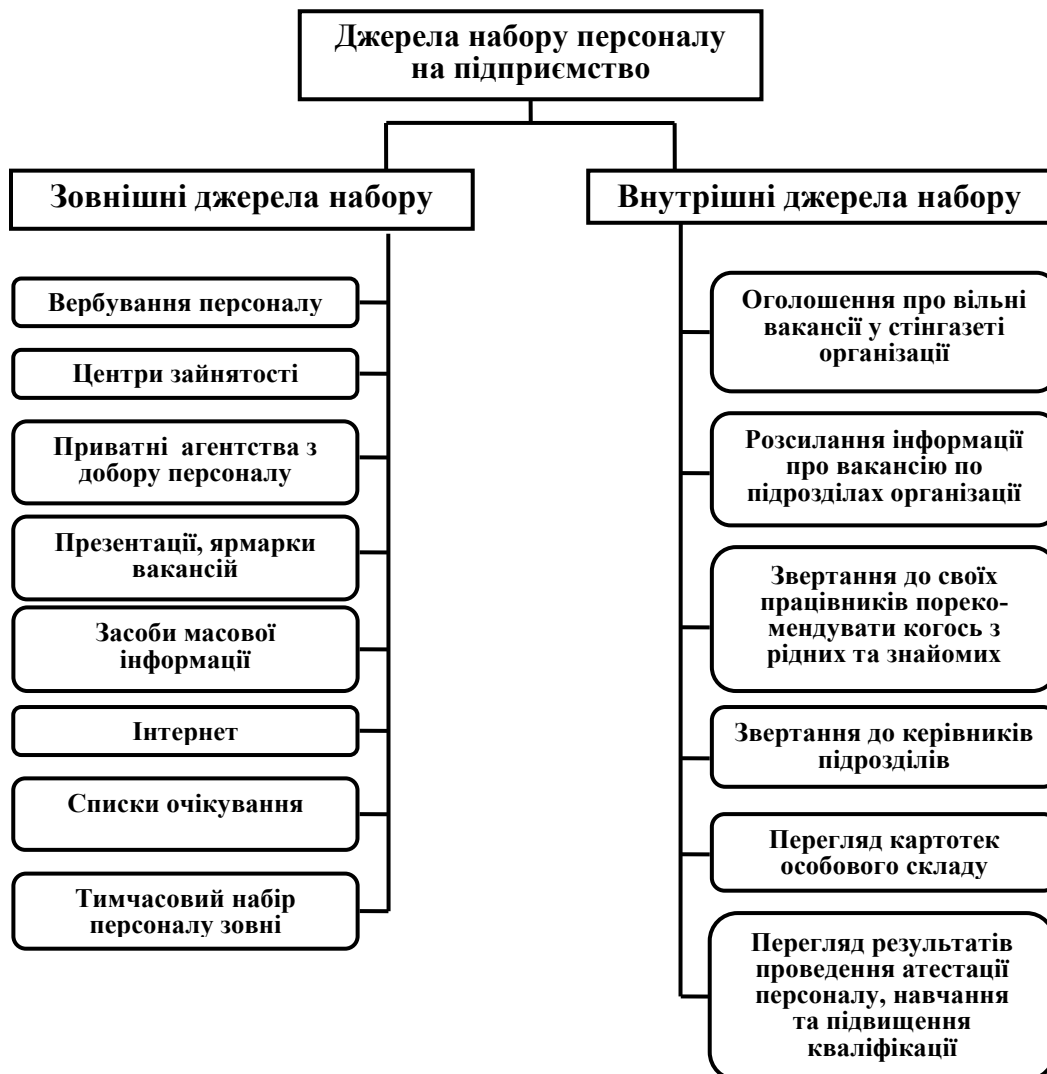 Джерела набору персоналу
на підприємство
Зовнішні джерела набору
Вербування персоналу
Центри зайнятості
Приватні агентства з
добору персоналу
Презентації, ярмарки
вакансій
Засоби масової
інформації
Інтернет
Списки очікування
Тимчасовий набір
персоналу зовні
Внутрішні джерела набору
Оголошення про вільні
вакансії у стінгазеті
організації
Розсилання інформації
про вакансію по
підрозділах організації
Звертання до своїх
працівників пореко-
мендувати когось з
рідних та знайомих
Звертання до керівників
підрозділів
Перегляд картотек
особового складу
Перегляд результатів
проведення атестації
персоналу, навчання
та підвищення
кваліфікації